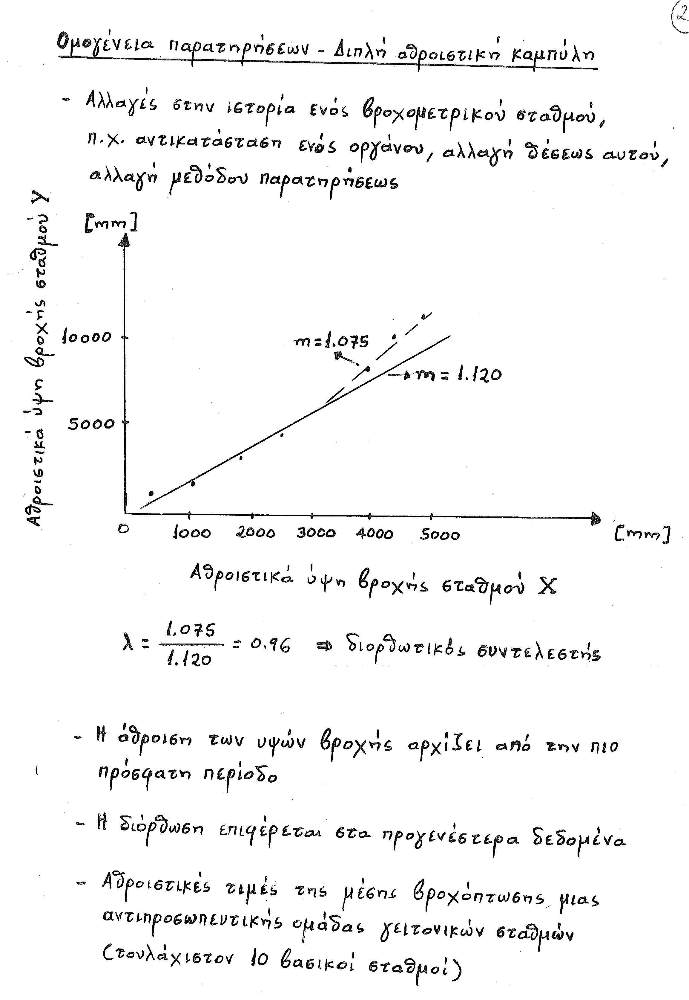 2
Ομογένεια παρατηρήσεων - Διπλή αθροιστική καμπύλη
- Αλλαγές στην ιστορία ενός βροχομετρικού σταθμού,
π.χ. αντικατάσταση ενός οργάνου, αλλαγή θέσεως αυτού,
αλλαγή μεθόδου παρατηρήσεως
Αθροιστικά ύψη βροχής σταθμού Y
[mm]
10000
5000
m = 1.075
m = 1.120
0 1000 2000 3000 4000 5000
[mm]
Αθροιστικά ύψη βροχής σταθμού X
λ = 1.075 / 1.120 = 0.96 ⇒ διορθωτικός συντελεστής
- Η άθροιση των υψών βροχής αρχίζει από την πιο
πρόσφατη περίοδο
- Η διόρθωση επιφέρεται στα προγενέστερα δεδομένα
- Αθροιστικές τιμές της μέσης βροχόπτωσης μιας
αντιπροσωπευτικής ομάδας γειτονικών σταθμών
(τουλάχιστον 10 βασικοί σταθμοί)